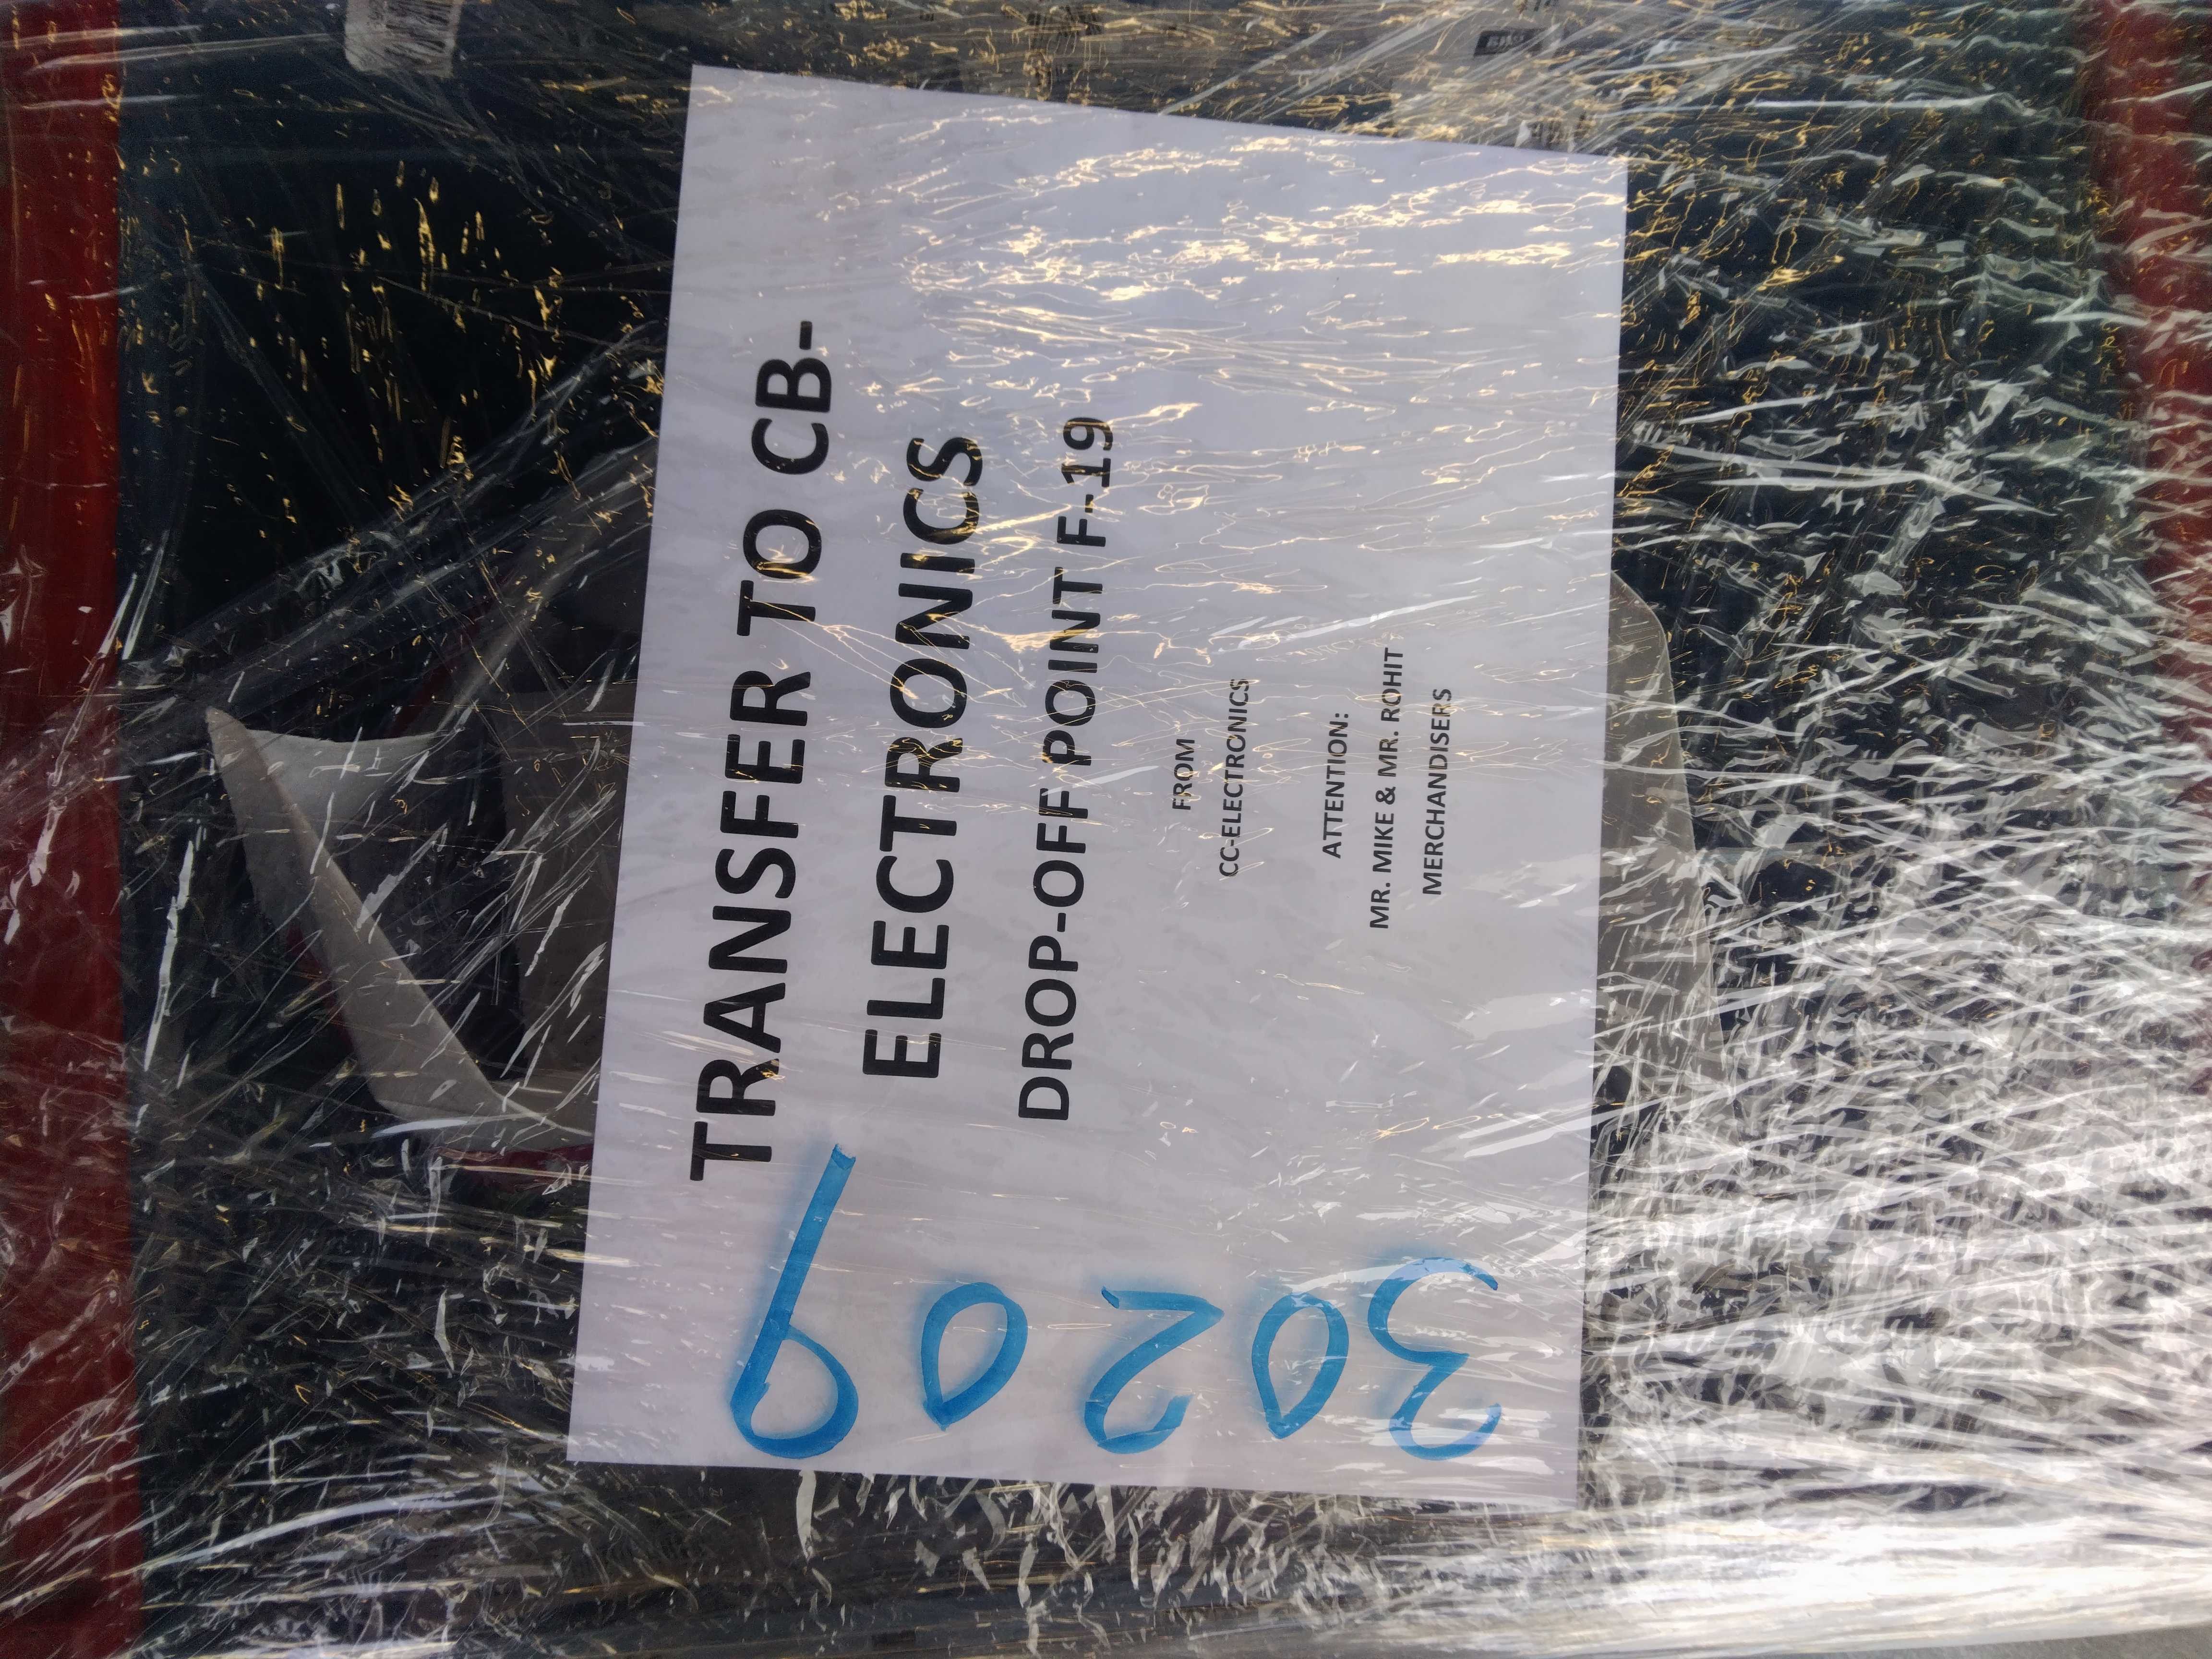 TRANSFER TO CB-
ELECTRONICS
DROP-OFF POINT F-19
FROM
CC-ELECTRONICS
ATTENTION:
MR. MIKE & MR. ROHIT
MERCHANDISERS
30209